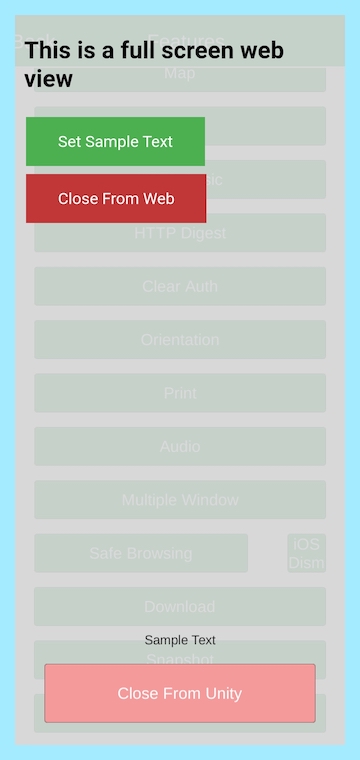 Features
This is a full screen web
view
Map
Set Sample Text
ic
Close From Web
HTTP Digest
Clear Auth
Orientation
Print
Audio
Multiple Window
Safe Browsing
iOS
Dism
Download
Sample Text
Snapshot
Close From Unity